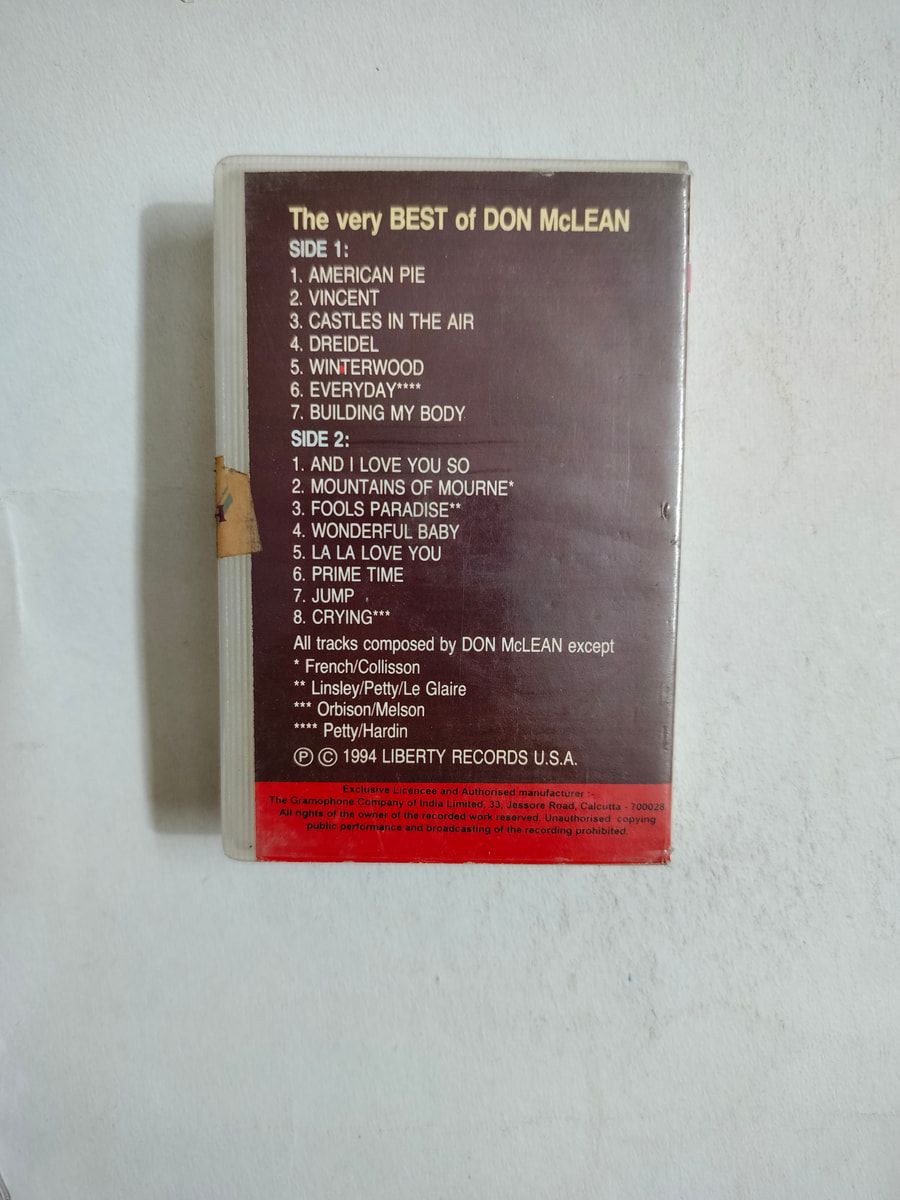 The very BEST of DON McLEAN
SIDE 1:
1. AMERICAN PIE
2. VINCENT
3. CASTLES IN THE AIR
4. DREIDEL
5. WINTERWOOD
6. EVERYDAY****
7. BUILDING MY BODY
SIDE 2:
1. AND I LOVE YOU SO
2. MOUNTAINS OF MOURNE*
3. FOOLS PARADISE**
4. WONDERFUL BABY
5. LA LA LOVE YOU
6. PRIME TIME
7. JUMP
8. CRYING***
All tracks composed by DON McLEAN except
* French/Collisson
** Linsley/Petty/Le Glaire
*** Orbison/Melson
**** Petty/Hardin
Ⓟ © 1994 LIBERTY RECORDS U.S.A.
Exclusive Licencee and Authorised manufacturer :-
The Gramophone Company of India Limited, 33, Jessore Road, Calcutta - 700028
All rights of the owner of the recorded work reserved. Unauthorised copying
public performance and broadcasting of the recording prohibited.